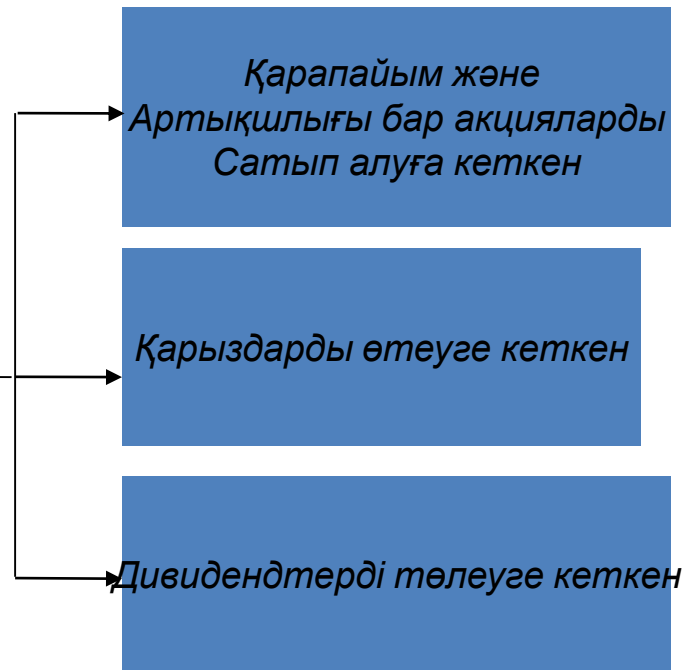 Қарапайым және
Артықшлығы бар акцияларды
Сатып алуға кеткен
Қарыздарды өтеуге кеткен
Дивидендтерді төлеуге кеткен